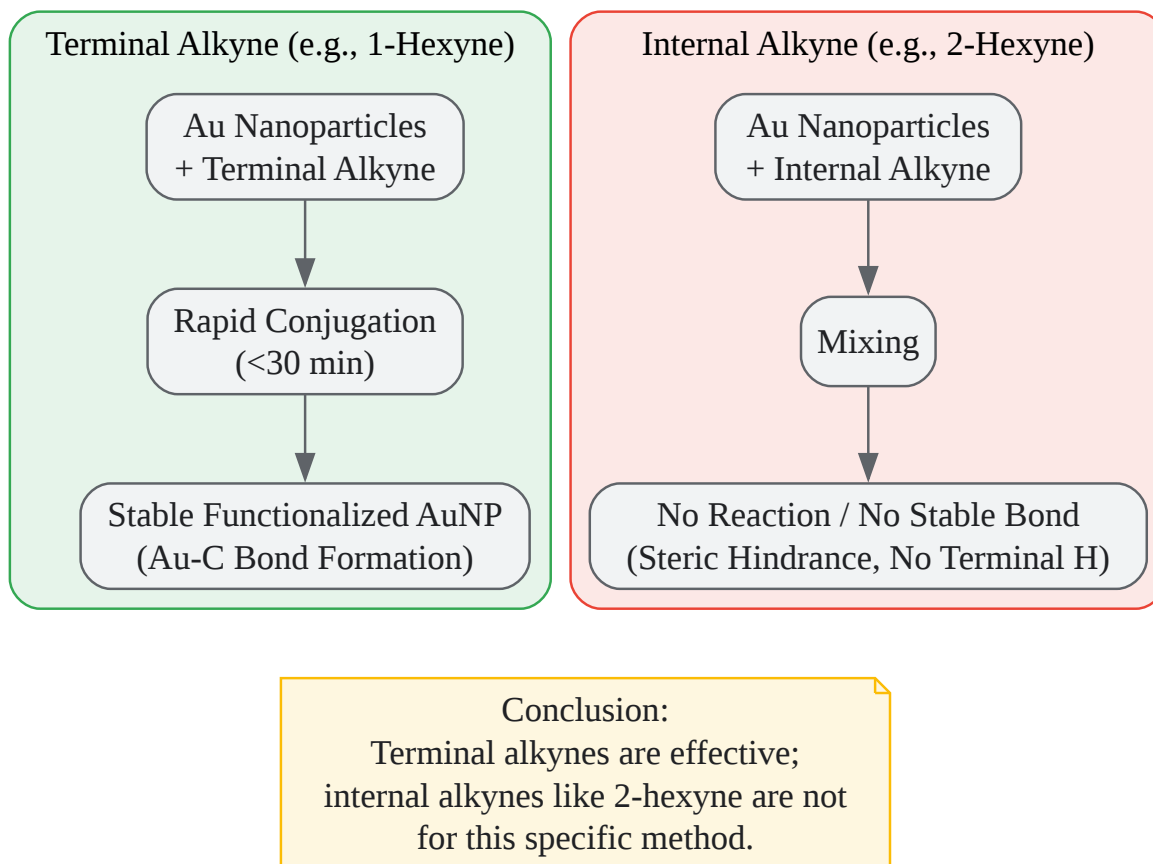 Terminal Alkyne (e.g., 1-Hexyne)
Au Nanoparticles
+ Terminal Alkyne
Rapid Conjugation
(<30 min)
Stable Functionalized AuNP
(Au-C Bond Formation)
Internal Alkyne (e.g., 2-Hexyne)
Au Nanoparticles
+ Internal Alkyne
Mixing
No Reaction / No Stable Bond
(Steric Hindrance, No Terminal H)
Conclusion:
Terminal alkynes are effective;
internal alkynes like 2-hexyne are not
for this specific method.